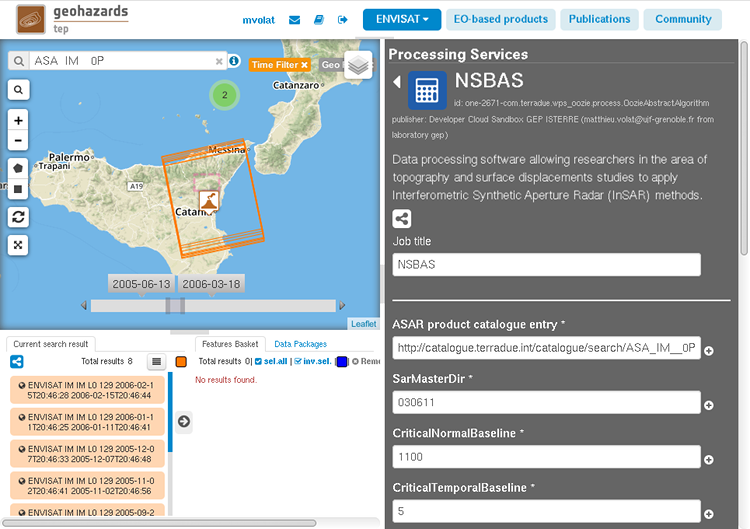 geohazards
tep
mvolat
ENVISAT
EO-based products
Publications
Community
ASA_IM__0P
Time Filter
Geo
2
Catanzaro
Messina
Palermo
Trapani
A19
Catania
2005-06-13
2006-03-18
Leaflet
Current search result
Total results 8
ENVISAT IM IM L0 129 2006-02-1
5T20:46:28 2006-02-15T20:46:44
ENVISAT IM IM L0 129 2006-01-1
1T20:46:25 2006-01-11T20:46:41
ENVISAT IM IM L0 129 2005-12-0
7T20:46:33 2005-12-07T20:46:48
ENVISAT IM IM L0 129 2005-11-0
2T20:46:41 2005-11-02T20:46:56
ENVISAT IM IM L0 129 2005-09-2
Features Basket
Data Packages
Total results 0| sel.all | inv.sel. | Remo
No results found.
Processing Services
NSBAS
id: one-2671-com.terradue.wps_oozie.process.OozieAbstractAlgorithm
publisher: Developer Cloud Sandbox GEP ISTERRE (matthieu.volat@ujf-grenoble.fr from
laboratory gep)
Data processing software allowing researchers in the area of
topography and surface displacements studies to apply
Interferometric Synthetic Aperture Radar (InSAR) methods.
Job title
NSBAS
ASAR product catalogue entry *
http://catalogue.terradue.int/catalogue/search/ASA_IM__0P
SarMasterDir *
030611
CriticalNormalBaseline *
1100
CriticalTemporalBaseline *
5